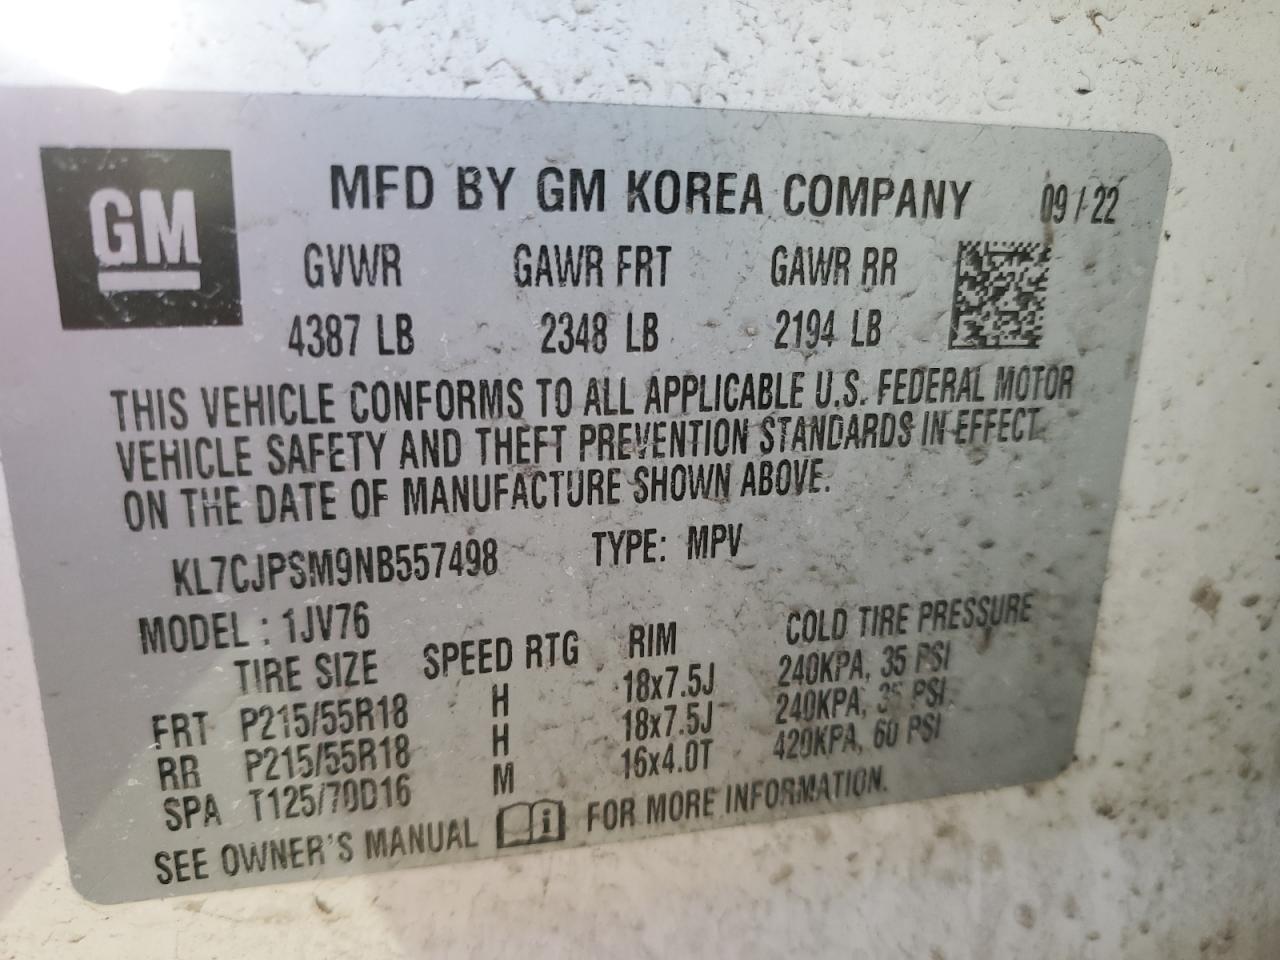 GM
MFD BY GM KOREA COMPANY 09/22
GVWR GAWR FRT GAWR RR
4387 LB 2348 LB 2194 LB
THIS VEHICLE CONFORMS TO ALL APPLICABLE U.S. FEDERAL MOTOR
VEHICLE SAFETY AND THEFT PREVENTION STANDARDS IN EFFECT
ON THE DATE OF MANUFACTURE SHOWN ABOVE.
KL7CJPSM9NB557498 TYPE: MPV
MODEL : 1JV76
TIRE SIZE SPEED RTG RIM COLD TIRE PRESSURE
FRT P215/55R18 H 18x7.5J 240KPA, 35 PSI
RR P215/55R18 H 18x7.5J 240KPA, 35 PSI
SPA T125/70D16 M 16x4.0T 420KPA, 60 PSI
SEE OWNER'S MANUAL i FOR MORE INFORMATION.